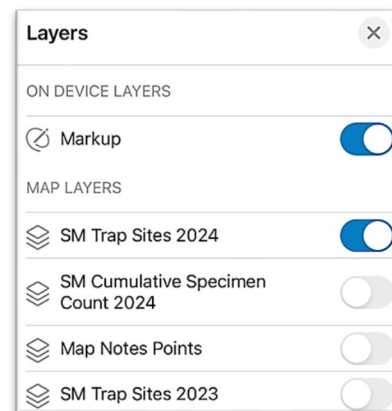 Layers
ON DEVICE LAYERS
Markup
MAP LAYERS
SM Trap Sites 2024
SM Cumulative Specimen
Count 2024
Map Notes Points
SM Trap Sites 2023